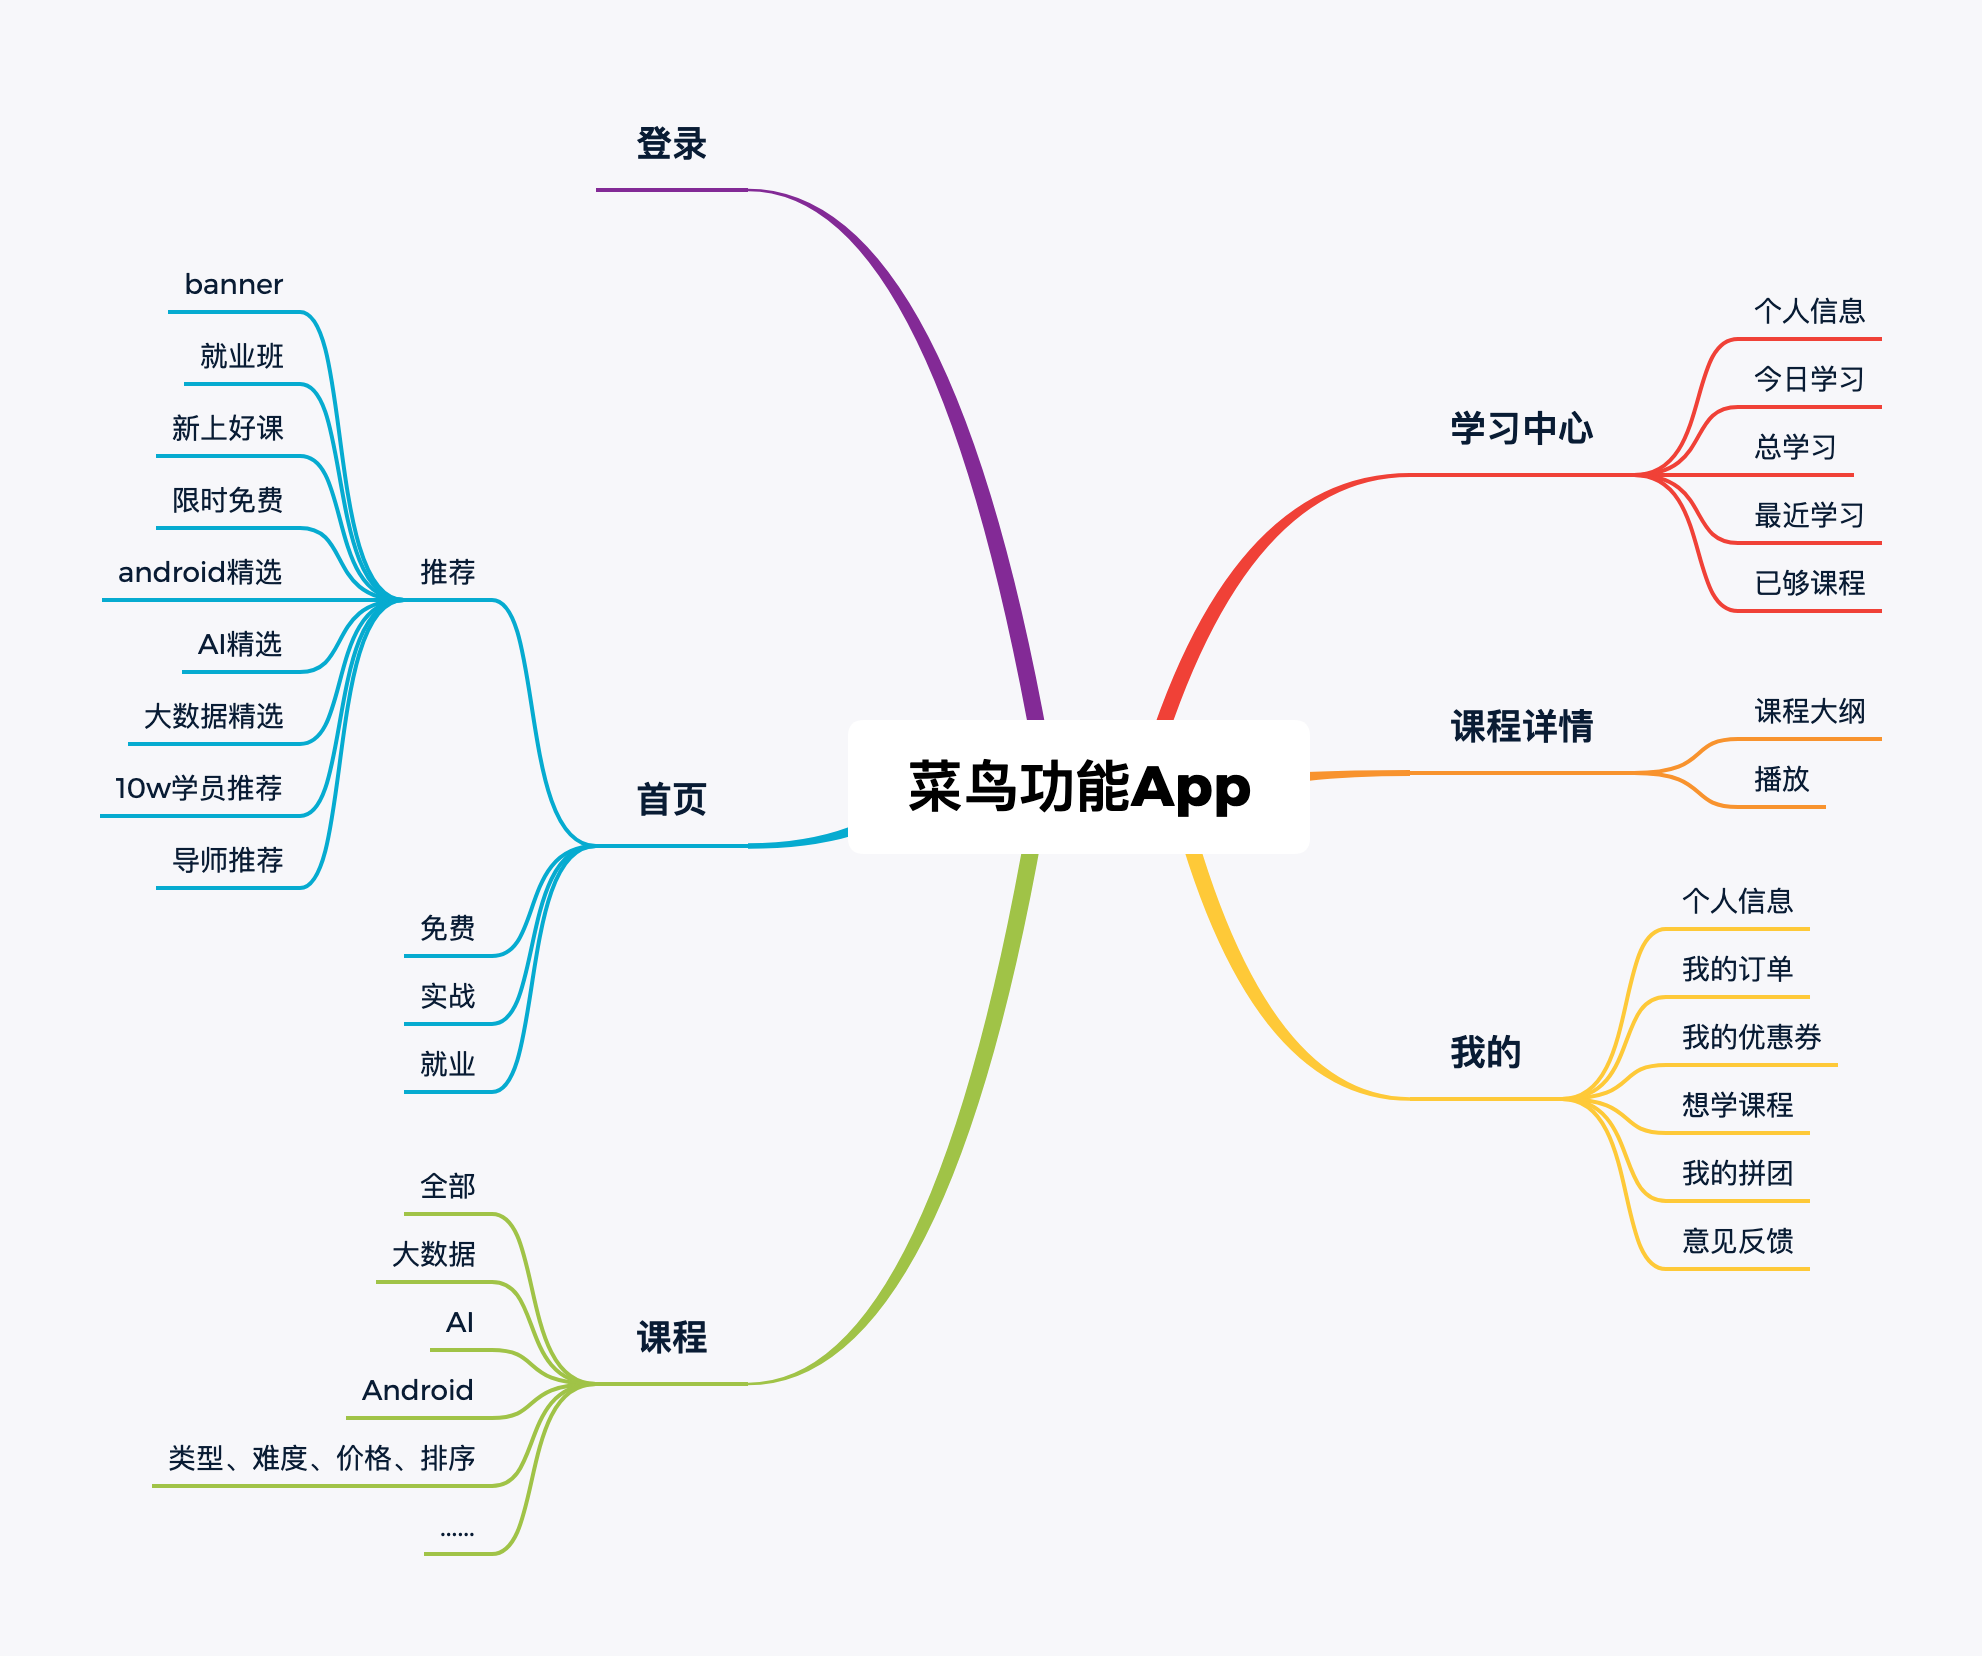 菜鸟功能App
登录
首页
推荐
banner
就业班
新上好课
限时免费
android精选
AI精选
大数据精选
10w学员推荐
导师推荐
免费
实战
就业
课程
全部
大数据
AI
Android
类型、难度、价格、排序
……
学习中心
个人信息
今日学习
总学习
最近学习
已够课程
课程详情
课程大纲
播放
我的
个人信息
我的订单
我的优惠券
想学课程
我的拼团
意见反馈